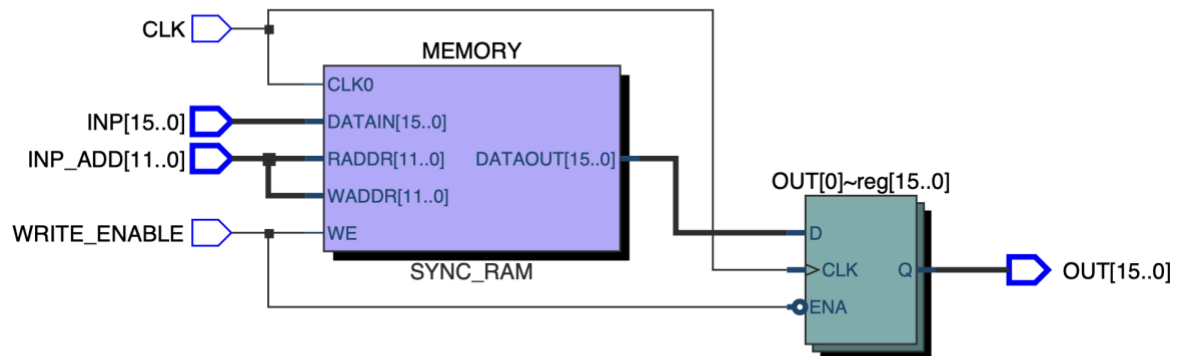 CLK
MEMORY
CLK0
INP[15..0]
DATAIN[15..0]
INP_ADD[11..0]
RADDR[11..0]
DATAOUT[15..0]
WADDR[11..0]
OUT[0]~reg[15..0]
WRITE_ENABLE
WE
D
SYNC_RAM
CLK
Q
OUT[15..0]
ENA